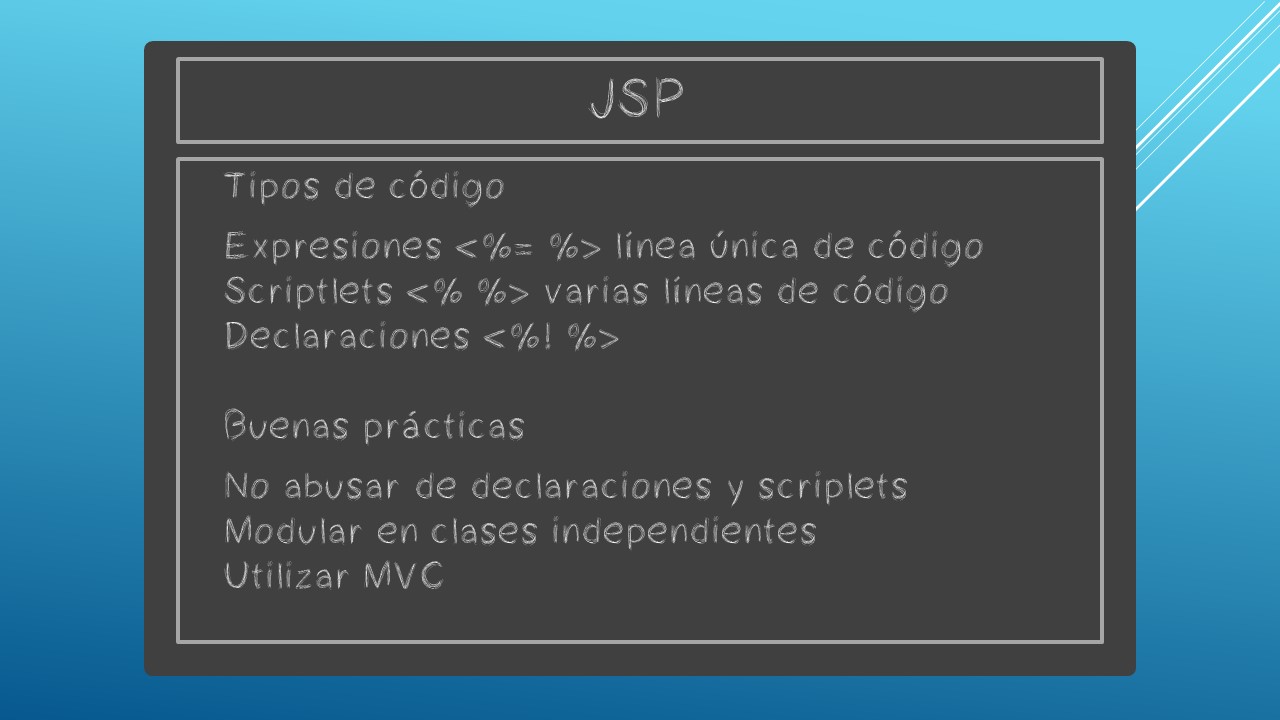 JSP
Tipos de código
Expresiones <%= %> línea única de código
Scriptlets <% %> varias líneas de código
Declaraciones <%! %>
Buenas prácticas
No abusar de declaraciones y scriplets
Modular en clases independientes
Utilizar MVC